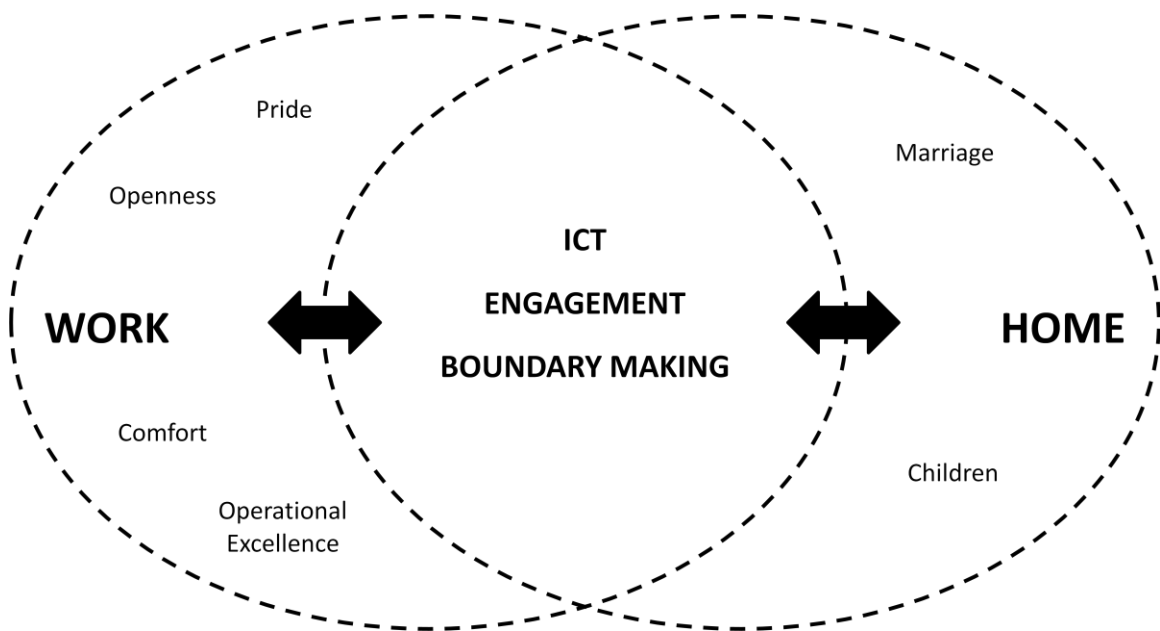 Pride
Marriage
Openness
ICT
ENGAGEMENT
BOUNDARY MAKING
WORK
HOME
Comfort
Children
Operational
Excellence